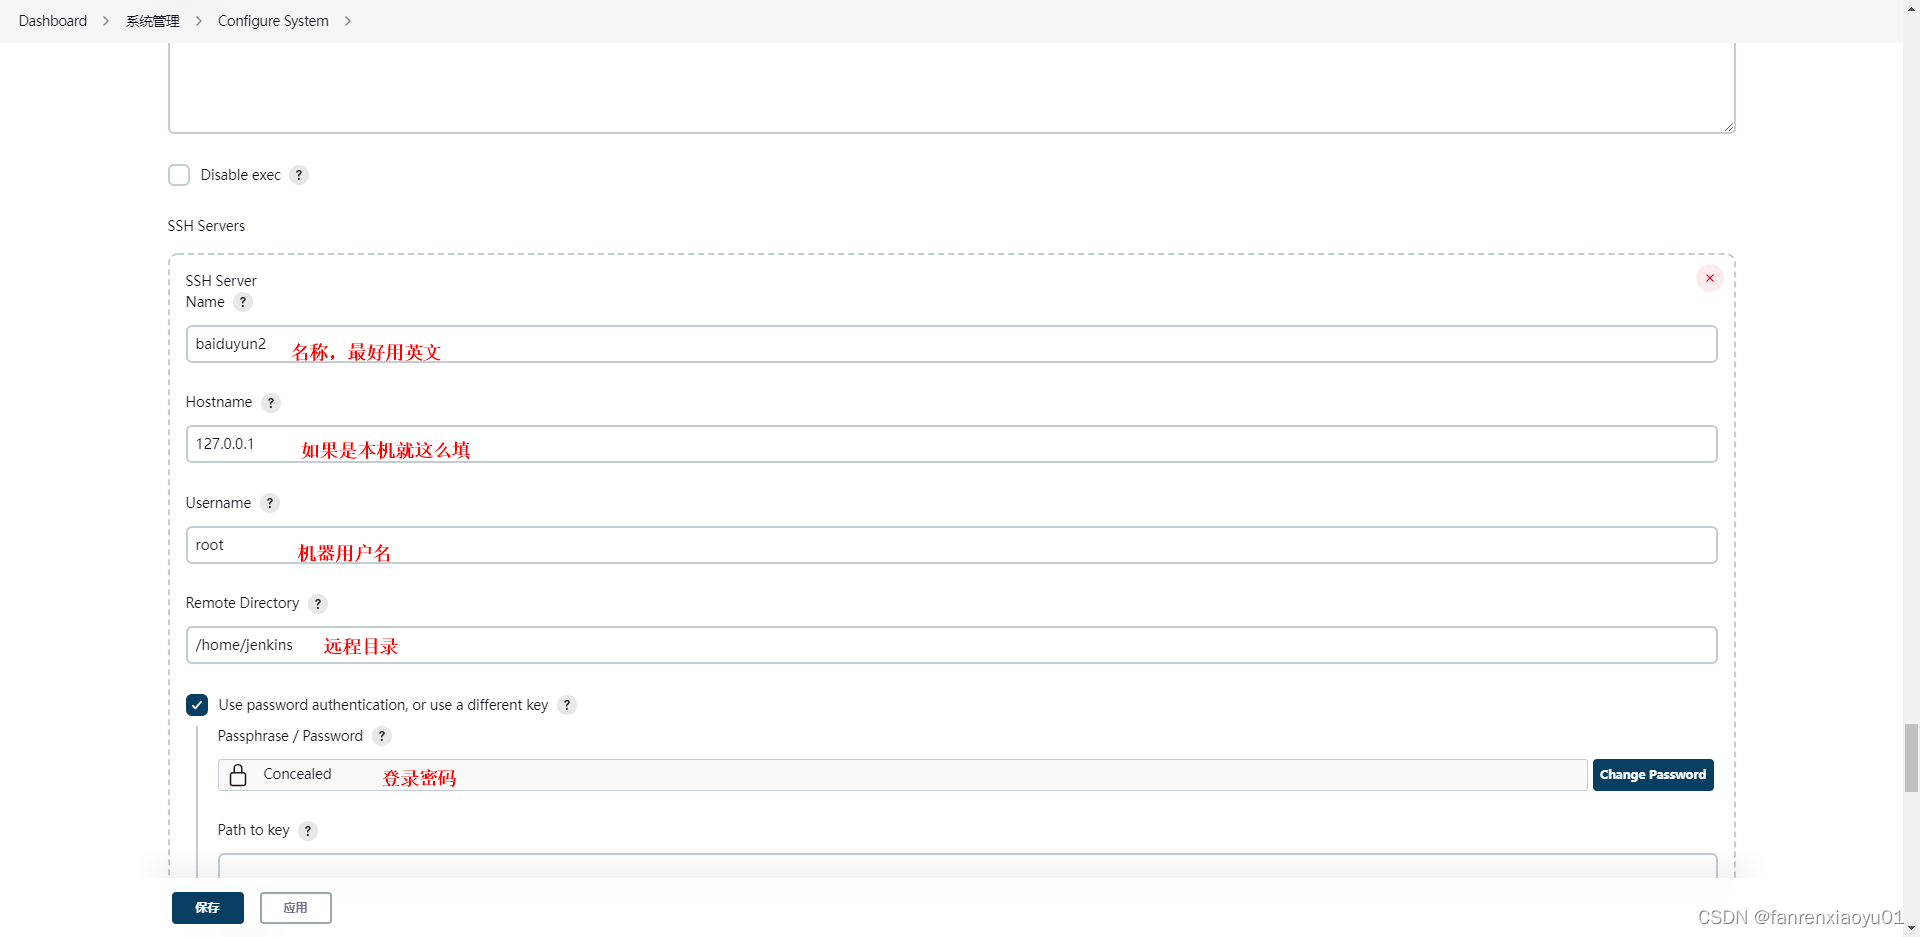 Dashboard > 系统管理 > Configure System >
Disable exec ?
SSH Servers
SSH Server
Name ?
baiduyun2 名称，最好用英文
Hostname ?
127.0.0.1 如果是本机就这么填
Username ?
root 机器用户名
Remote Directory ?
/home/jenkins 远程目录
Use password authentication, or use a different key ?
Passphrase / Password ?
Concealed 登录密码 Change Password
Path to key ?
保存 应用
CSDN @fanrenxiaoyu01